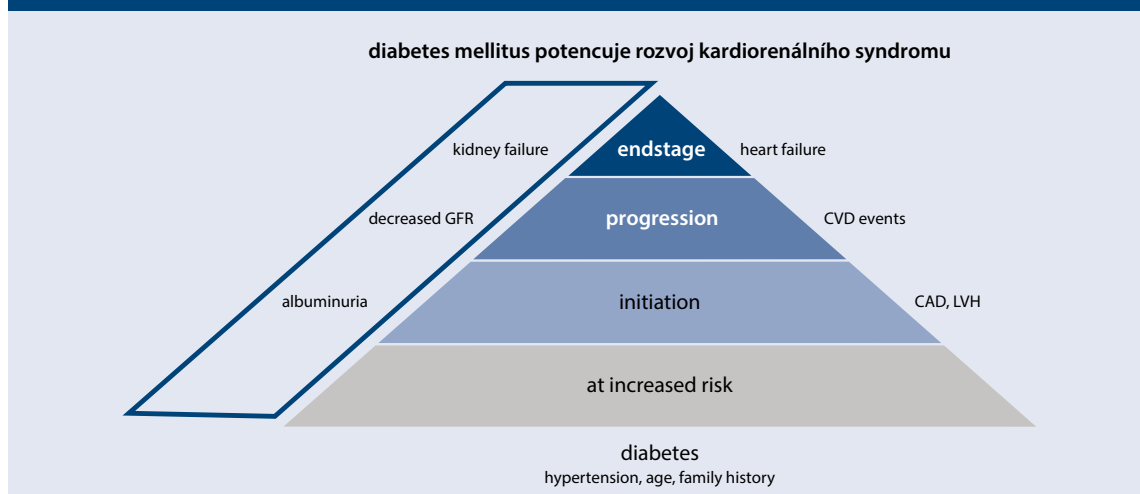 diabetes mellitus potencuje rozvoj kardiorenálního syndromu
kidney failure
endstage
heart failure
decreased GFR
progression
CVD events
albuminuria
initiation
CAD, LVH
at increased risk
diabetes
hypertension, age, family history